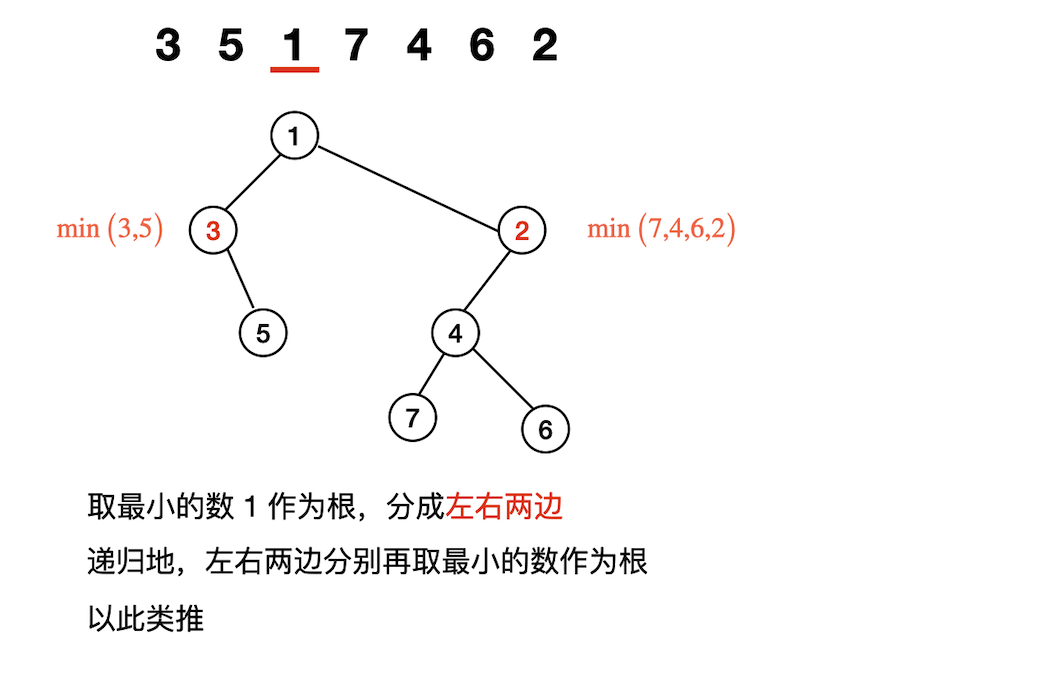 3 5 1 7 4 6 2
1
min (3,5) 3 2 min (7,4,6,2)
5 4
7 6
取最小的数 1 作为根，分成左右两边
递归地，左右两边分别再取最小的数作为根
以此类推